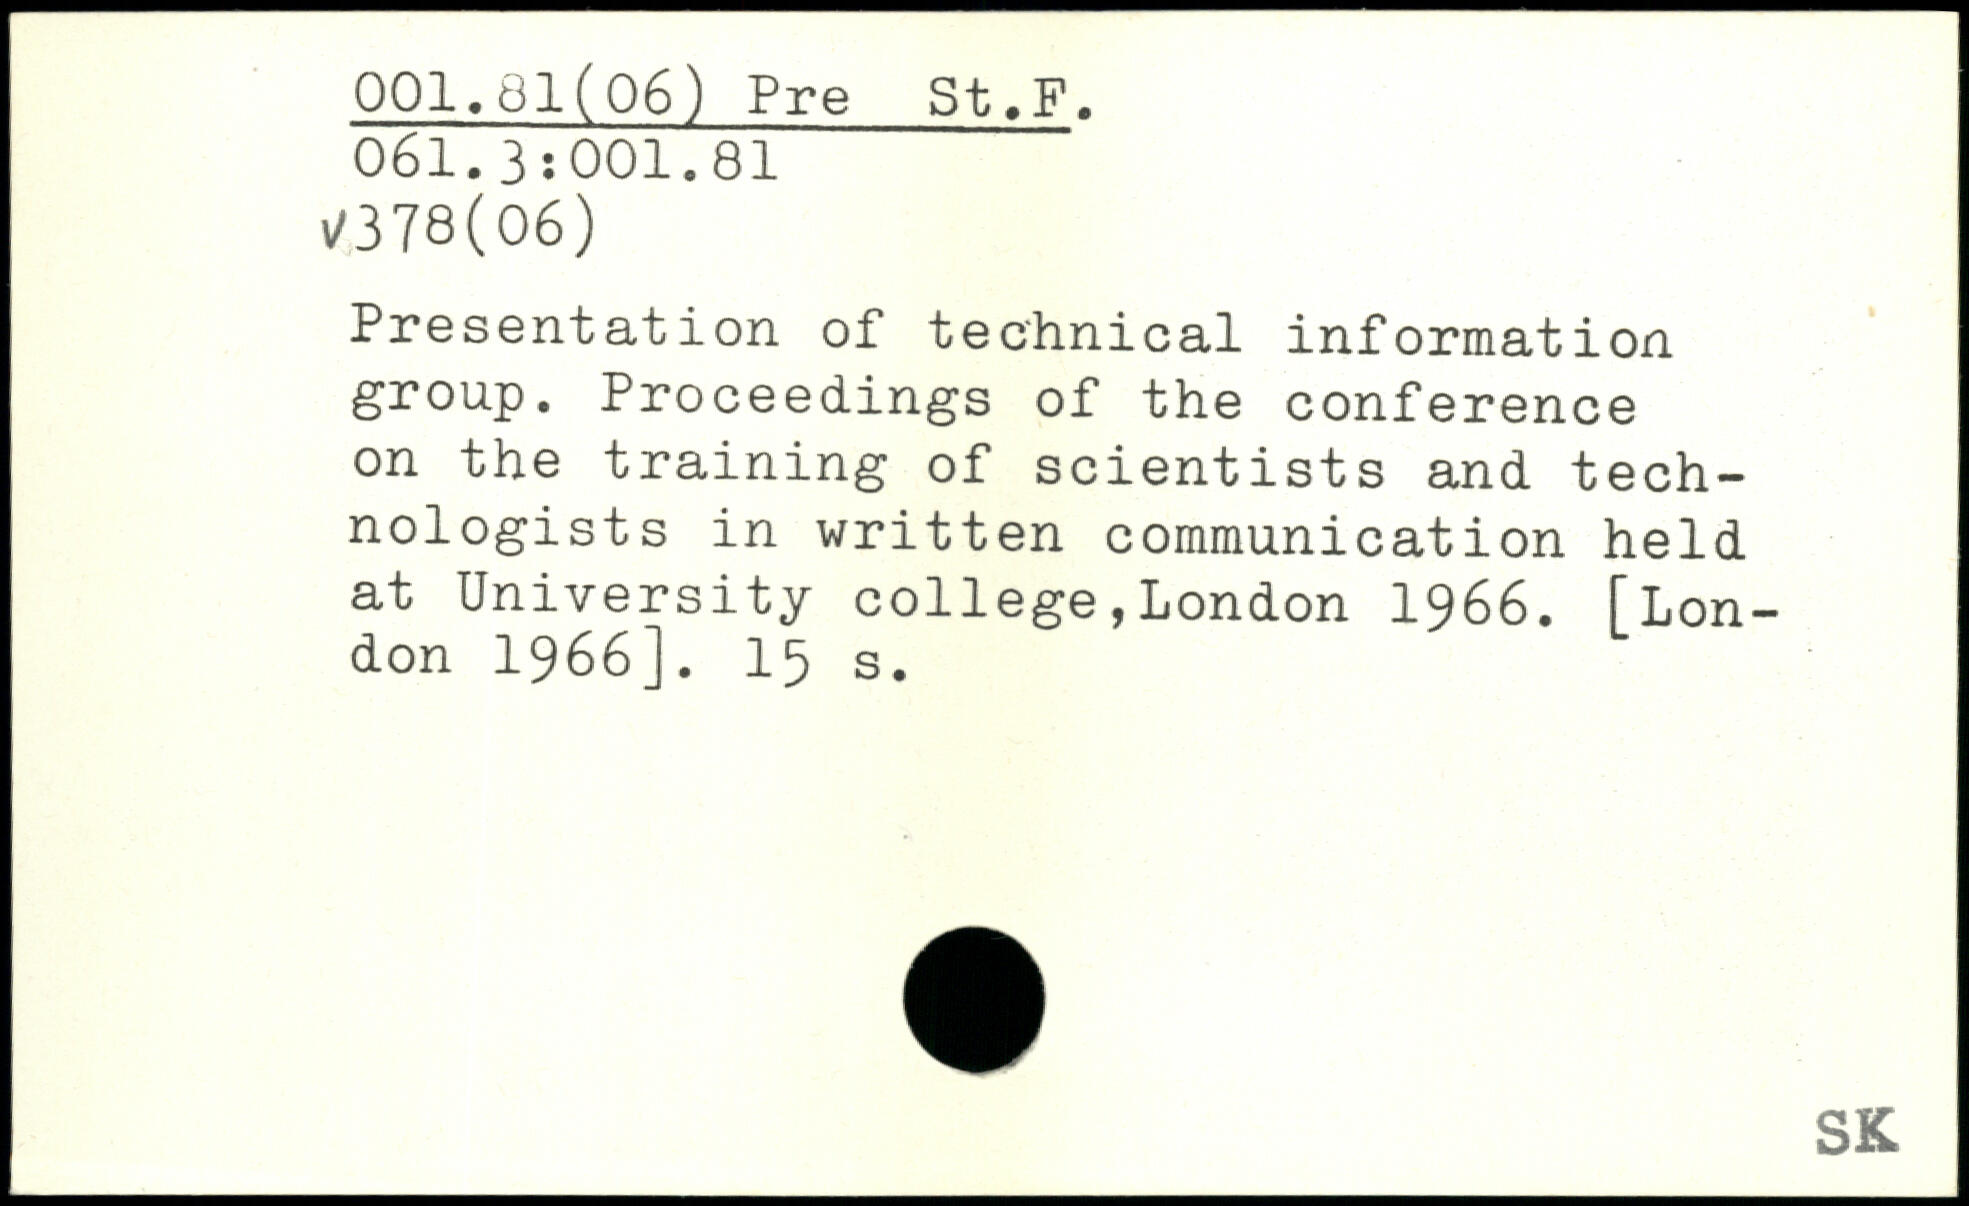 001.81(06) Pre St.F.
061.3:001.81
v378(06)
Presentation of technical information
group. Proceedings of the conference
on the training of scientists and tech-
nologists in written communication held
at University college,London 1966. [Lon-
don 1966]. 15 s.
SK